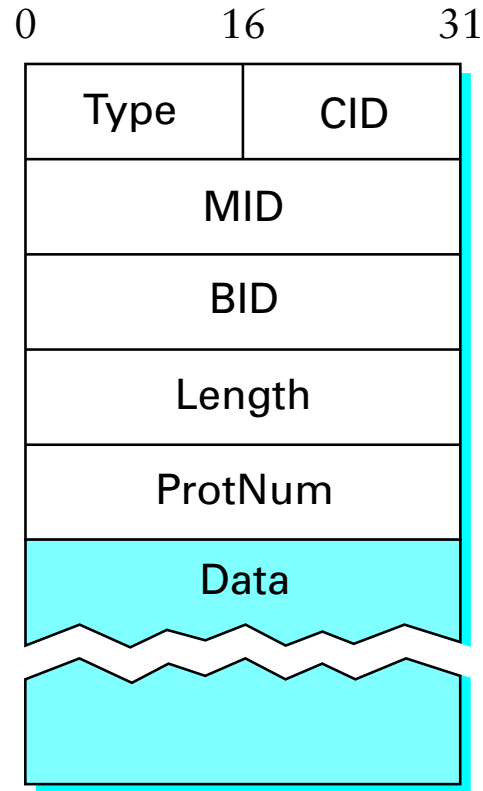 0 16 31
Type CID
MID
BID
Length
ProtNum
Data